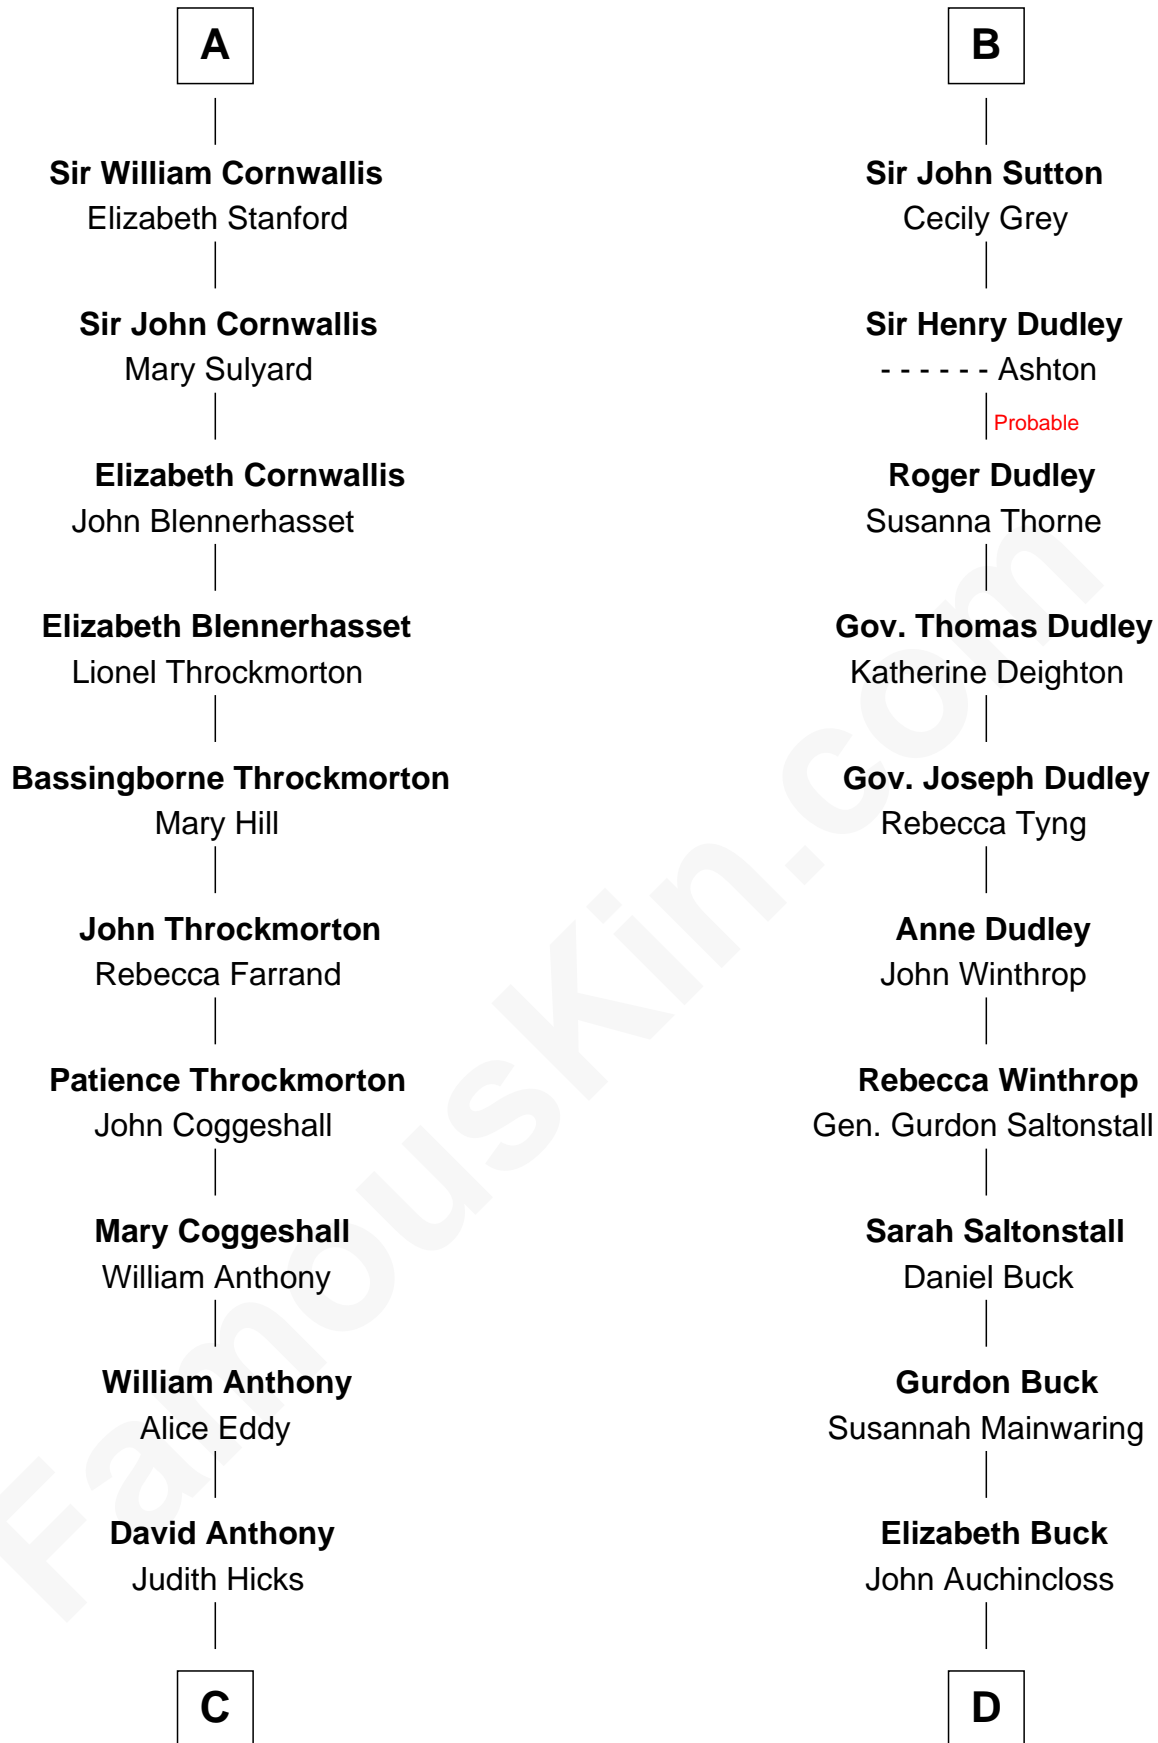 A
Sir William Cornwallis
Elizabeth Stanford
Sir John Cornwallis
Mary Sulyard
Elizabeth Cornwallis
John Blennerhasset
Elizabeth Blennerhasset
Lionel Throckmorton
Bassingborne Throckmorton
Mary Hill
John Throckmorton
Rebecca Farrand
Patience Throckmorton
John Coggeshall
Mary Coggeshall
William Anthony
William Anthony
Alice Eddy
David Anthony
Judith Hicks
C
B
Sir John Sutton
Cecily Grey
Sir Henry Dudley
- - - - - - Ashton
Probable
Roger Dudley
Susanna Thorne
Gov. Thomas Dudley
Katherine Deighton
Gov. Joseph Dudley
Rebecca Tyng
Anne Dudley
John Winthrop
Rebecca Winthrop
Gen. Gurdon Saltonstall
Sarah Saltonstall
Daniel Buck
Gurdon Buck
Susannah Mainwaring
Elizabeth Buck
John Auchincloss
D
FamousKin.com